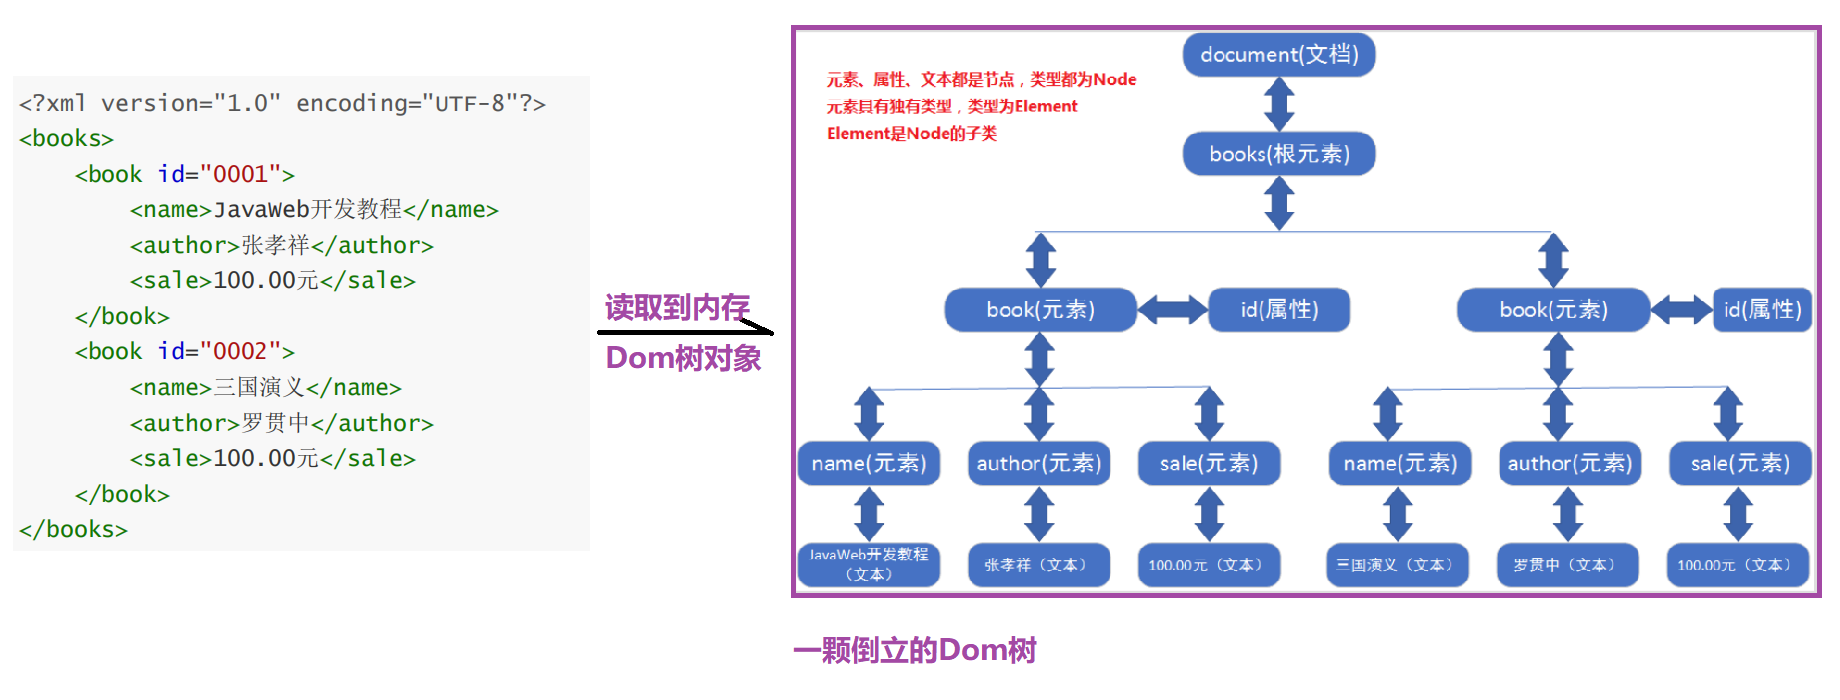 <?xml version="1.0" encoding="UTF-8"?>
<books>
<book id="0001">
<name>JavaWeb开发教程</name>
<author>张孝祥</author>
<sale>100.00元</sale>
</book>
<book id="0002">
<name>三国演义</name>
<author>罗贯中</author>
<sale>100.00元</sale>
</book>
</books>
读取到内存
Dom树对象
元素、属性、文本都是节点，类型都为Node
元素具有独有类型，类型为Element
Element是Node的子类
document(文档)
books(根元素)
book(元素)
id(属性)
book(元素)
id(属性)
name(元素)
author(元素)
sale(元素)
name(元素)
author(元素)
sale(元素)
JavaWeb开发教程
（文本）
张孝祥（文本）
100.00元（文本）
三国演义（文本）
罗贯中（文本）
100.00元（文本）
一颗倒立的Dom树